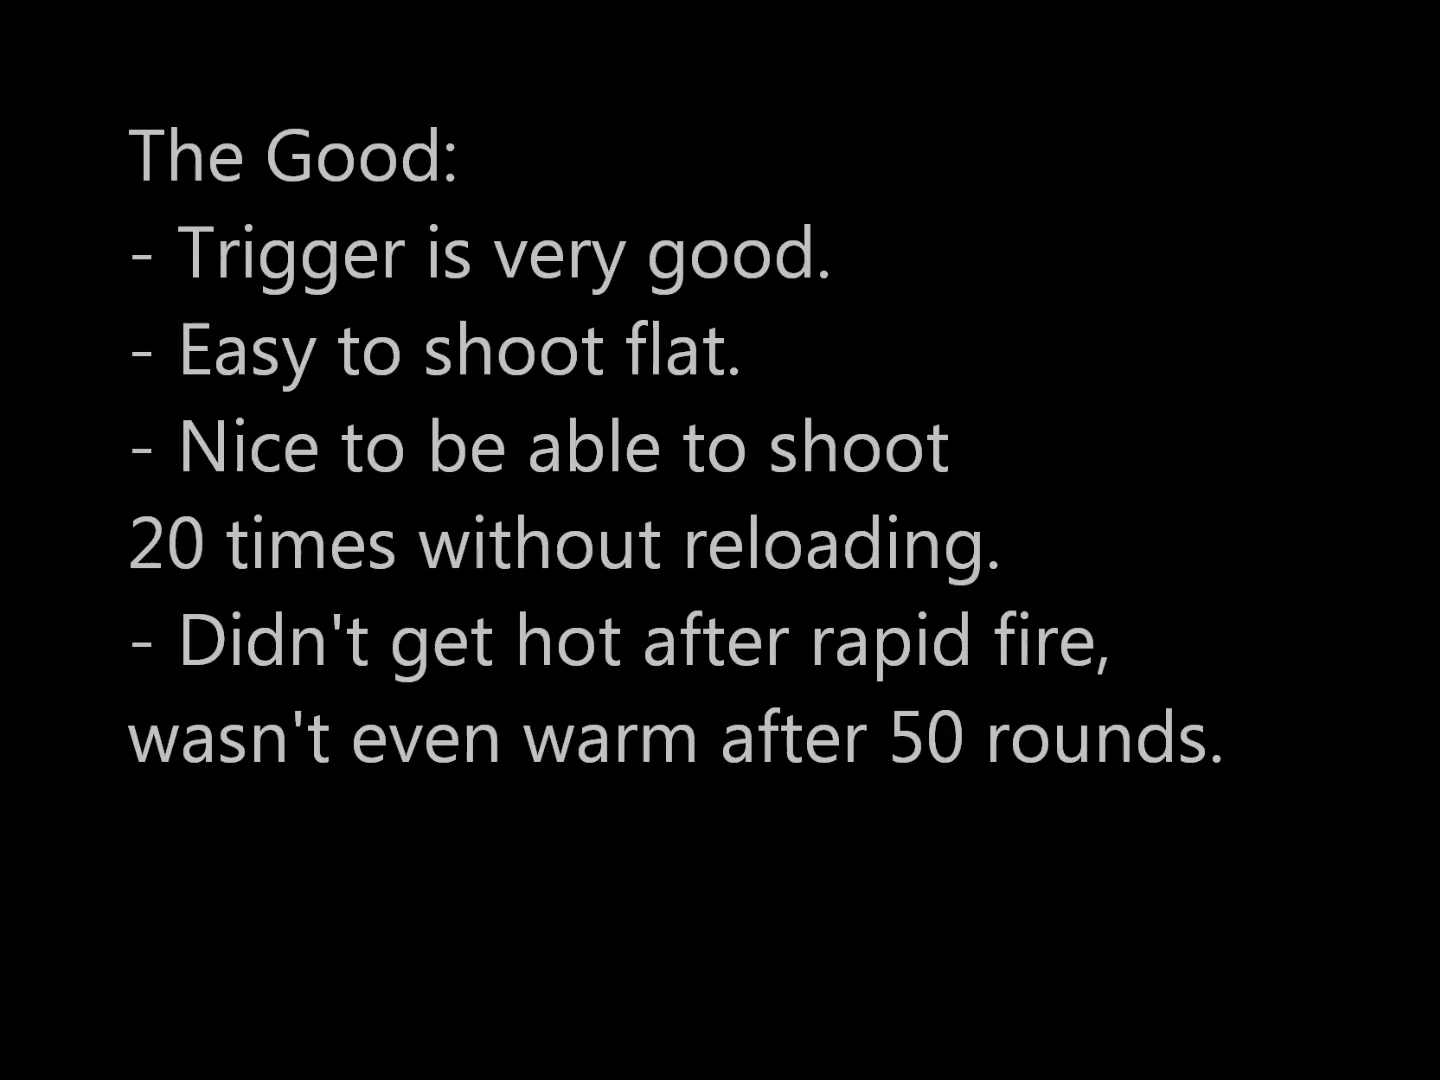 The Good:
- Trigger is very good.
- Easy to shoot flat.
- Nice to be able to shoot
20 times without reloading.
- Didn't get hot after rapid fire,
wasn't even warm after 50 rounds.